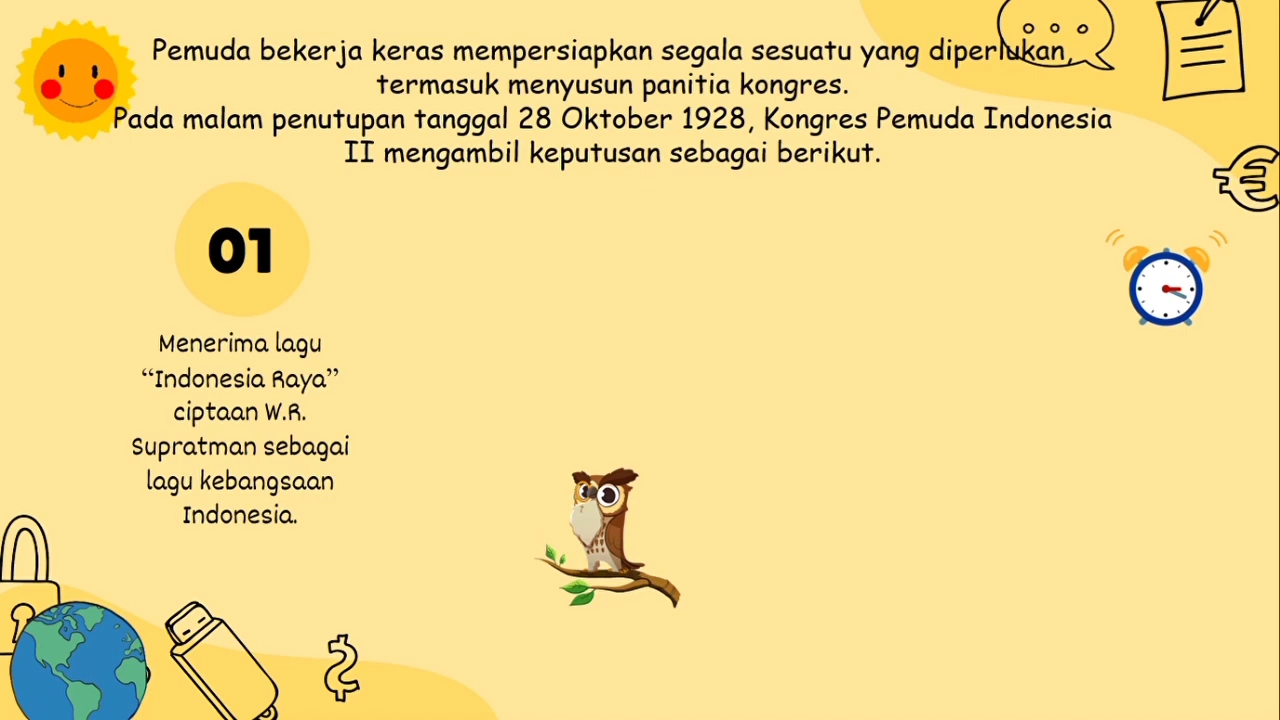 Pemuda bekerja keras mempersiapkan segala sesuatu yang diperlukan,
termasuk menyusun panitia kongres.
Pada malam penutupan tanggal 28 Oktober 1928, Kongres Pemuda Indonesia
II mengambil keputusan sebagai berikut.
01
Menerima lagu
“Indonesia Raya”
ciptaan W.R.
Supratman sebagai
lagu kebangsaan
Indonesia.